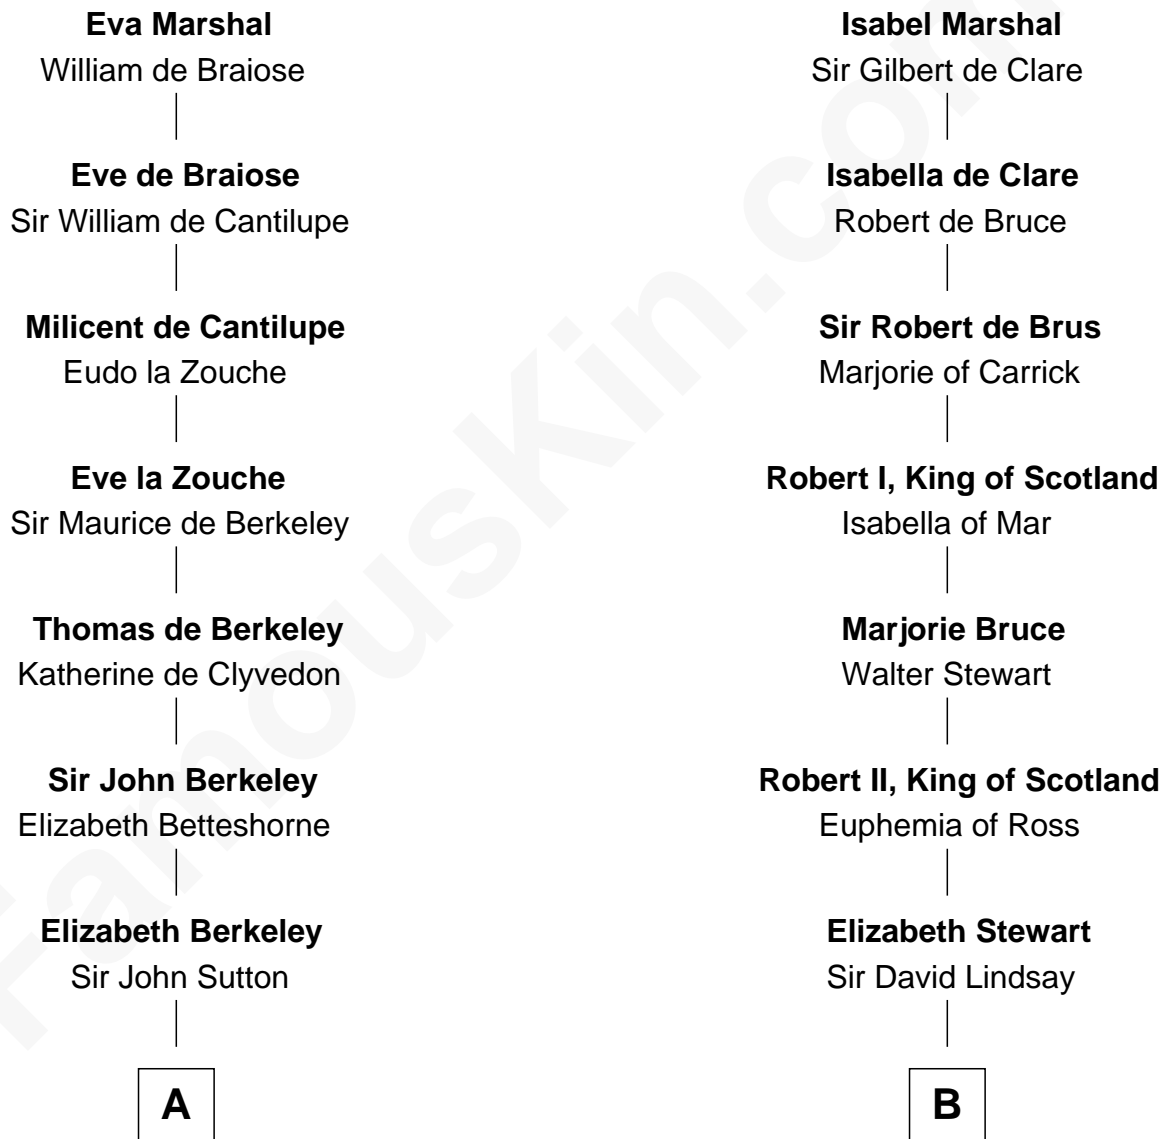 Eva Marshal
William de Braiose
Eve de Braiose
Sir William de Cantilupe
Milicent de Cantilupe
Eudo la Zouche
Eve la Zouche
Sir Maurice de Berkeley
Thomas de Berkeley
Katherine de Clyvedon
Sir John Berkeley
Elizabeth Betteshorne
Elizabeth Berkeley
Sir John Sutton
A
Isabel Marshal
Sir Gilbert de Clare
Isabella de Clare
Robert de Bruce
Sir Robert de Brus
Marjorie of Carrick
Robert I, King of Scotland
Isabella of Mar
Marjorie Bruce
Walter Stewart
Robert II, King of Scotland
Euphemia of Ross
Elizabeth Stewart
Sir David Lindsay
B
FamousKin.com